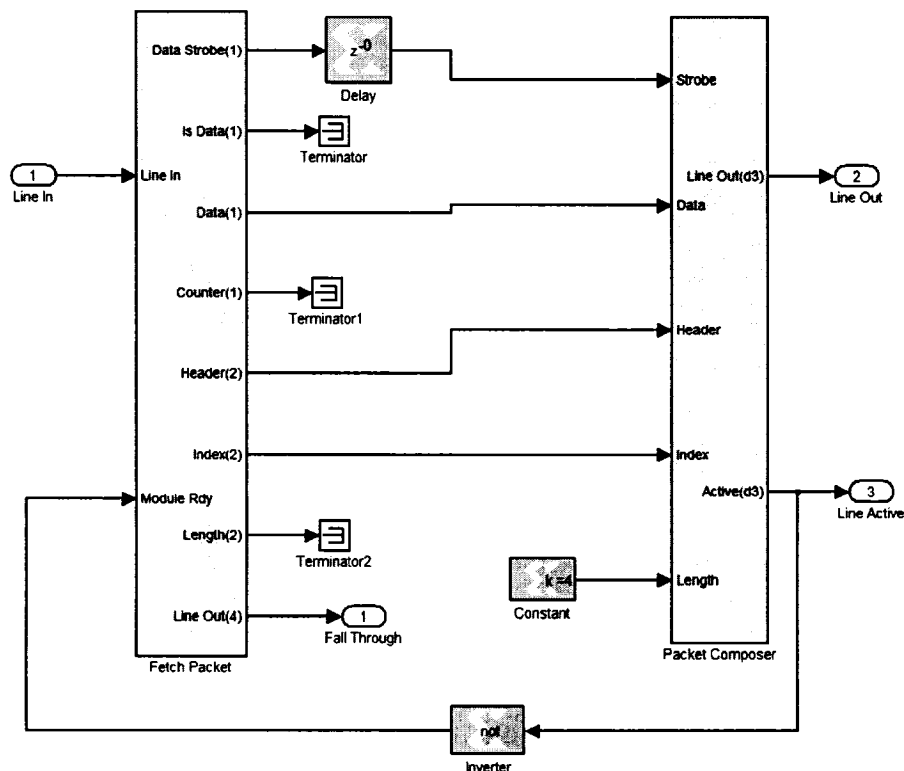 Data Strobe(1)
z-0
Delay
Strobe
Is Data(1)
Terminator
1
Line In
Line In
Line Out(d3)
2
Line Out
Data(1)
Data
Counter(1)
Terminator1
Header
Header(2)
Index(2)
Index
Module Rdy
Active(d3)
3
Line Active
Length(2)
Terminator2
k =4
Constant
Length
Line Out(4)
1
Fall Through
Fetch Packet
Packet Composer
not
Inverter